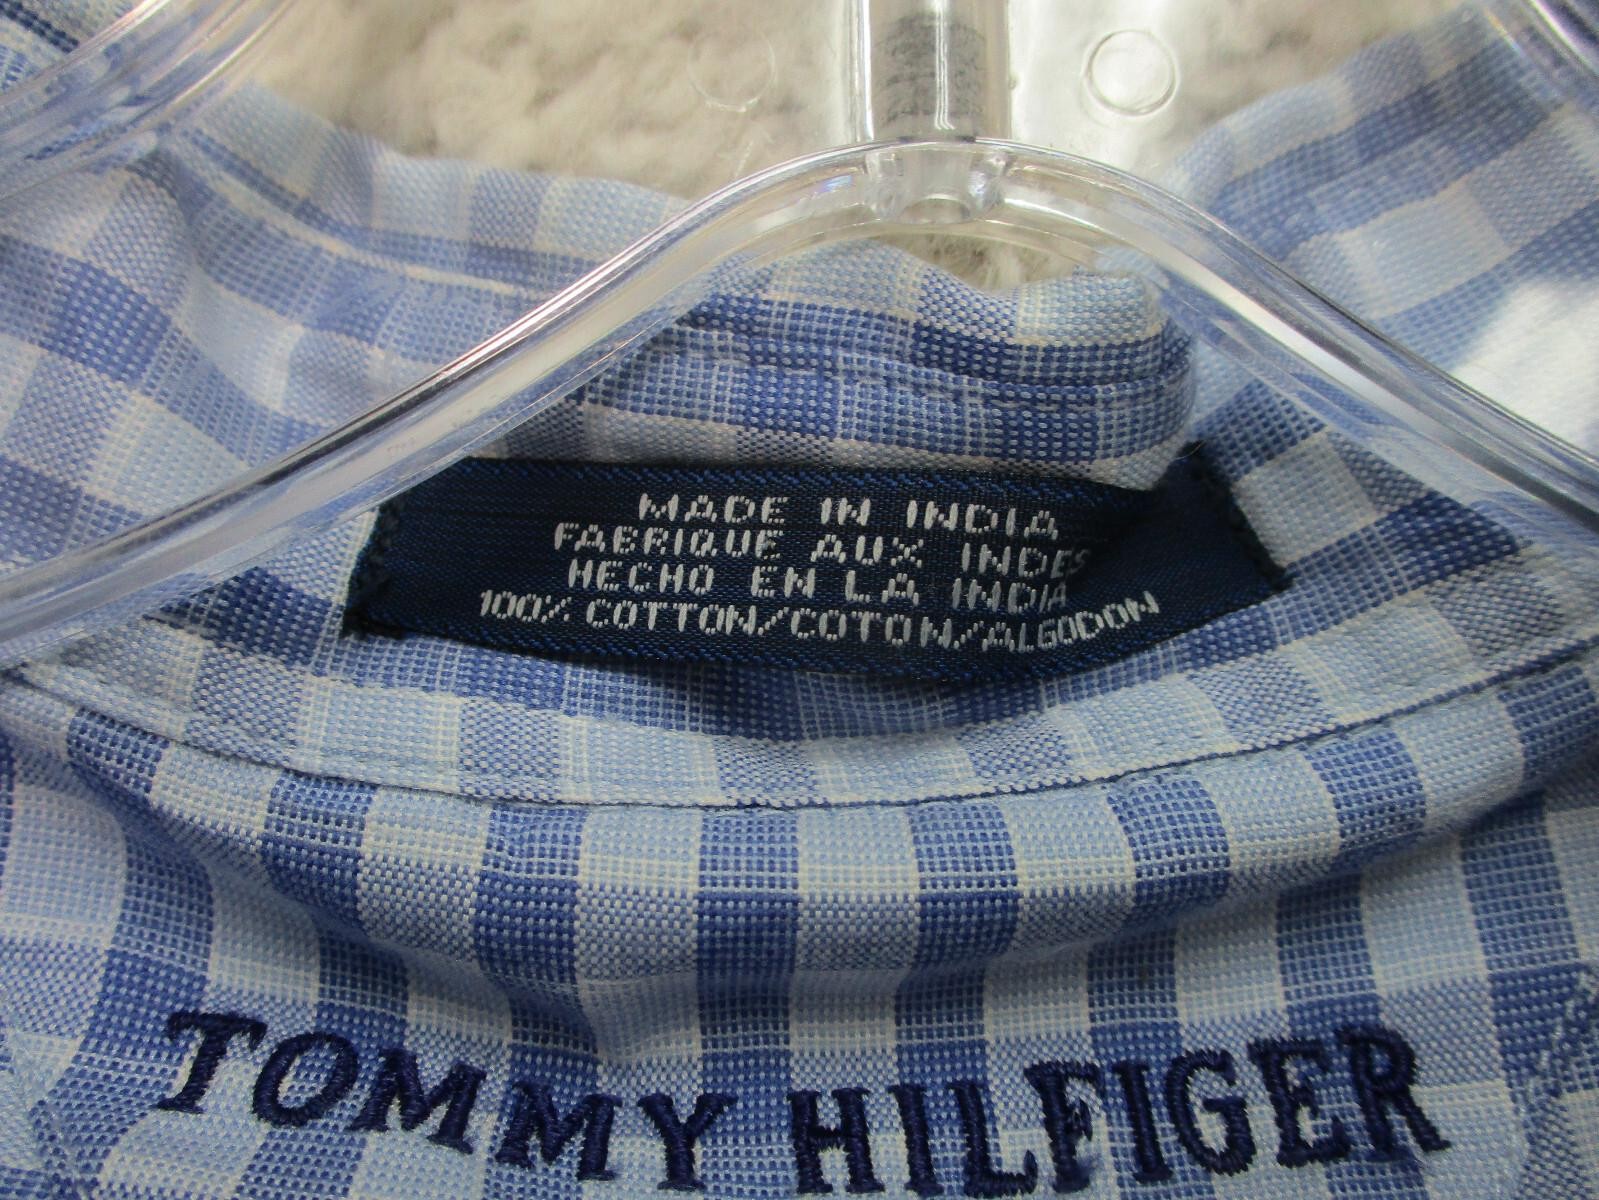 MADE IN INDIA
FABRIQUE AUX INDES
HECHO EN LA INDIA
100% COTTON/COTON/ALGODON
TOMMY HILFIGER